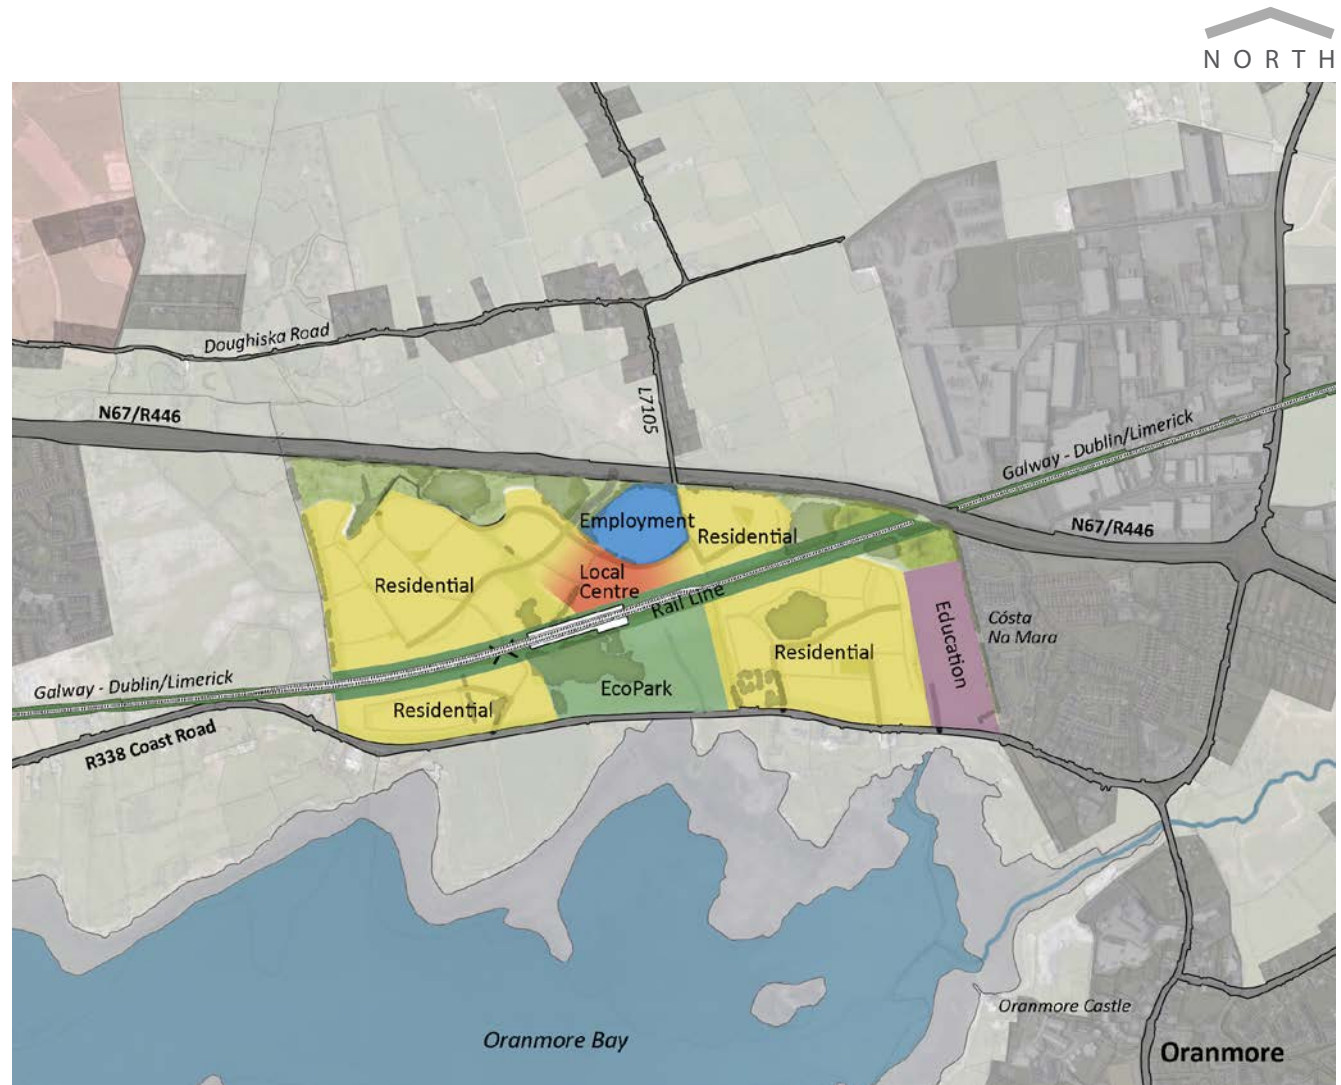 NORTH
Doughiska Road
N67/R446
L7105
Galway - Dublin/Limerick
N67/R446
Employment
Residential
Local
Centre
Residential
Rail Line
Education
Cósta
Na Mara
Residential
EcoPark
Galway - Dublin/Limerick
Residential
R338 Coast Road
Oranmore Castle
Oranmore Bay
Oranmore